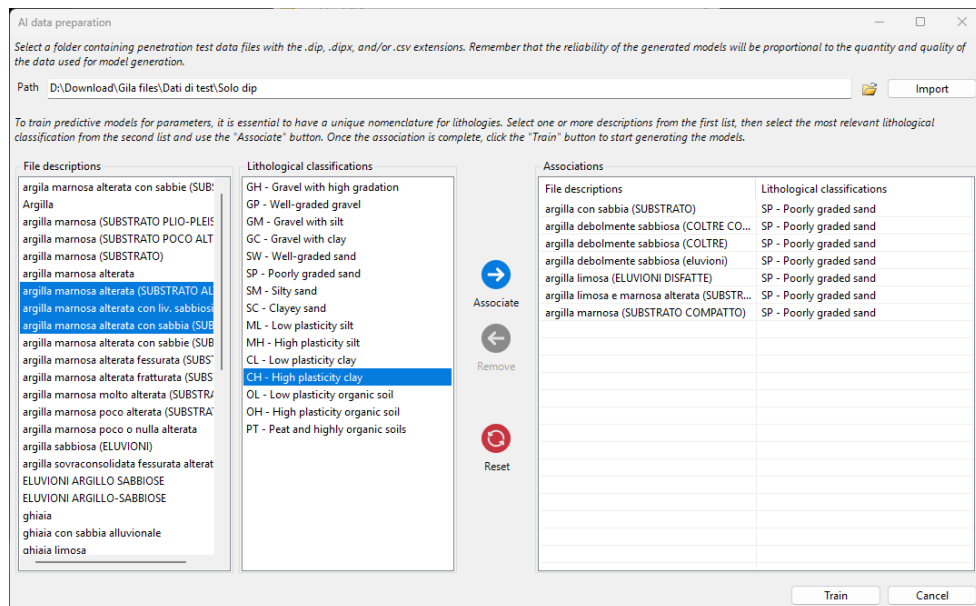 AI data preparation
Select a folder containing penetration test data files with the .dip, .dipx, and/or .csv extensions. Remember that the reliability of the generated models will be proportional to the quantity and quality of
the data used for model generation.
Path D:\Download\Gila files\Dati di test\Solo dip Import
To train predictive models for parameters, it is essential to have a unique nomenclature for lithologies. Select one or more descriptions from the first list, then select the most relevant lithological
classification from the second list and use the "Associate" button. Once the association is complete, click the "Train" button to start generating the models.
File descriptions
argila marnosa alterata con sabbie (SUBS
Argilla
argilla marnosa (SUBSTRATO PLIO-PLEIS
argilla marnosa (SUBSTRATO POCO ALT
argilla marnosa (SUBSTRATO)
argilla marnosa alterata
argilla marnosa alterata (SUBSTRATO AL
argilla marnosa alterata con liv. sabbiosi
argilla marnosa alterata con sabbia (SUB
argilla marnosa alterata con sabbie (SUB
argilla marnosa alterata fessurata (SUBS
argilla marnosa alterata fratturata (SUBS
argilla marnosa molto alterata (SUBSTRA
argilla marnosa poco alterata (SUBSTRA
argilla marnosa poco o nulla alterata
argilla sabbiosa (ELUVIONI)
argilla sovraconsolidata fessurata alterat
ELUVIONI ARGILLO SABBIOSE
ELUVIONI ARGILLO-SABBIOSE
ghiaia
ghiaia con sabbia alluvionale
ghiaia limosa
Lithological classifications
GH - Gravel with high gradation
GP - Well-graded gravel
GM - Gravel with silt
GC - Gravel with clay
SW - Well-graded sand
SP - Poorly graded sand
SM - Silty sand
SC - Clayey sand
ML - Low plasticity silt
MH - High plasticity silt
CL - Low plasticity clay
CH - High plasticity clay
OL - Low plasticity organic soil
OH - High plasticity organic soil
PT - Peat and highly organic soils
Associate
Remove
Reset
Associations
File descriptions Lithological classifications
argilla con sabbia (SUBSTRATO) SP - Poorly graded sand
argilla debolmente sabbiosa (COLTRE CO... SP - Poorly graded sand
argilla debolmente sabbiosa (COLTRE) SP - Poorly graded sand
argilla debolmente sabbiosa (eluvioni) SP - Poorly graded sand
argilla limosa (ELUVIONI DISFATTE) SP - Poorly graded sand
argilla limosa e marnosa alterata (SUBSTR... SP - Poorly graded sand
argilla marnosa (SUBSTRATO COMPATTO) SP - Poorly graded sand
Train Cancel